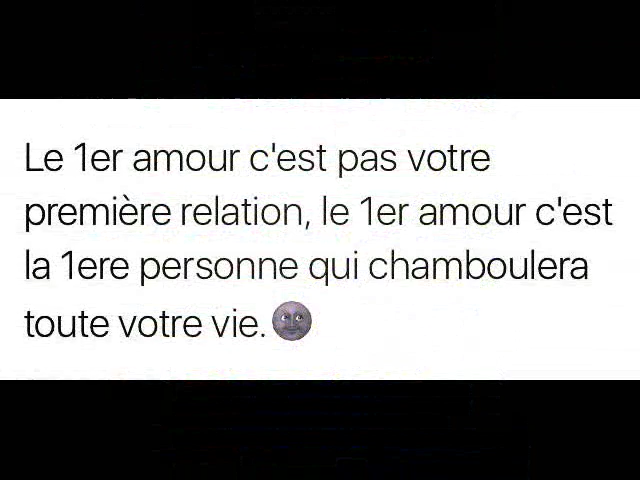 Le 1er amour c'est pas votre
première relation, le 1er amour c'est
la 1ere personne qui chamboulera
toute votre vie.🌚